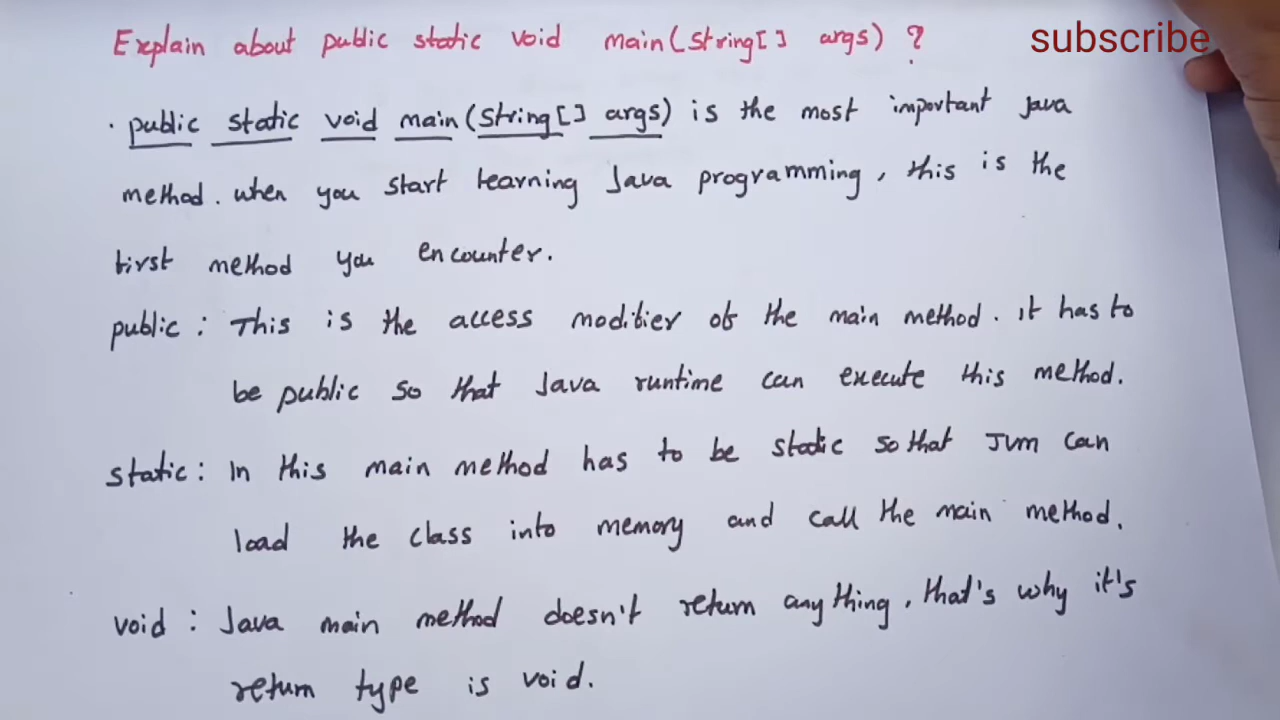 Explain about public static void main(String[] args) ?
subscribe
. public static void main(String[] args) is the most important Java
method. when you start learning Java programming, this is the
first method you encounter.
public : This is the access modifier of the main method. it has to
be public so that Java runtime can execute this method.
static : In this main method has to be static so that JVM can
load the class into memory and call the main method.
void : Java main method doesn't return anything, that's why it's
return type is void.